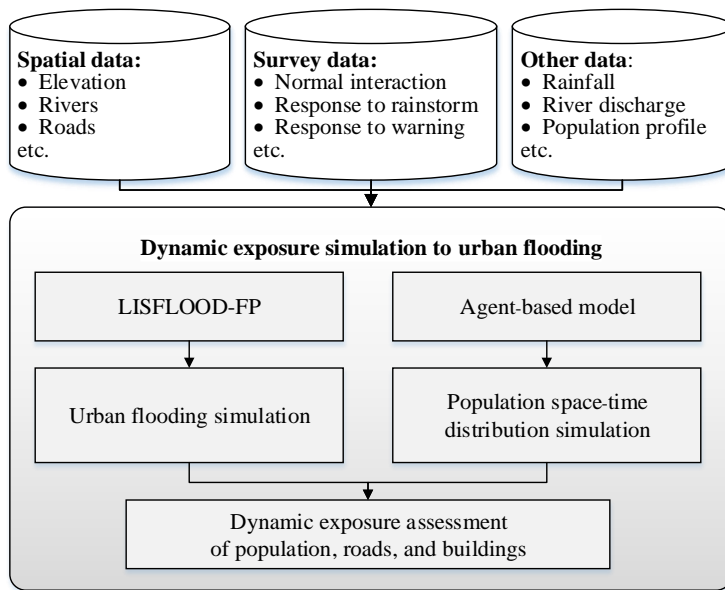 Spatial data:
• Elevation
• Rivers
• Roads
etc.
Survey data:
• Normal interaction
• Response to rainstorm
• Response to warning
etc.
Other data:
• Rainfall
• River discharge
• Population profile
etc.
Dynamic exposure simulation to urban flooding
LISFLOOD-FP
Agent-based model
Urban flooding simulation
Population space-time
distribution simulation
Dynamic exposure assessment
of population, roads, and buildings